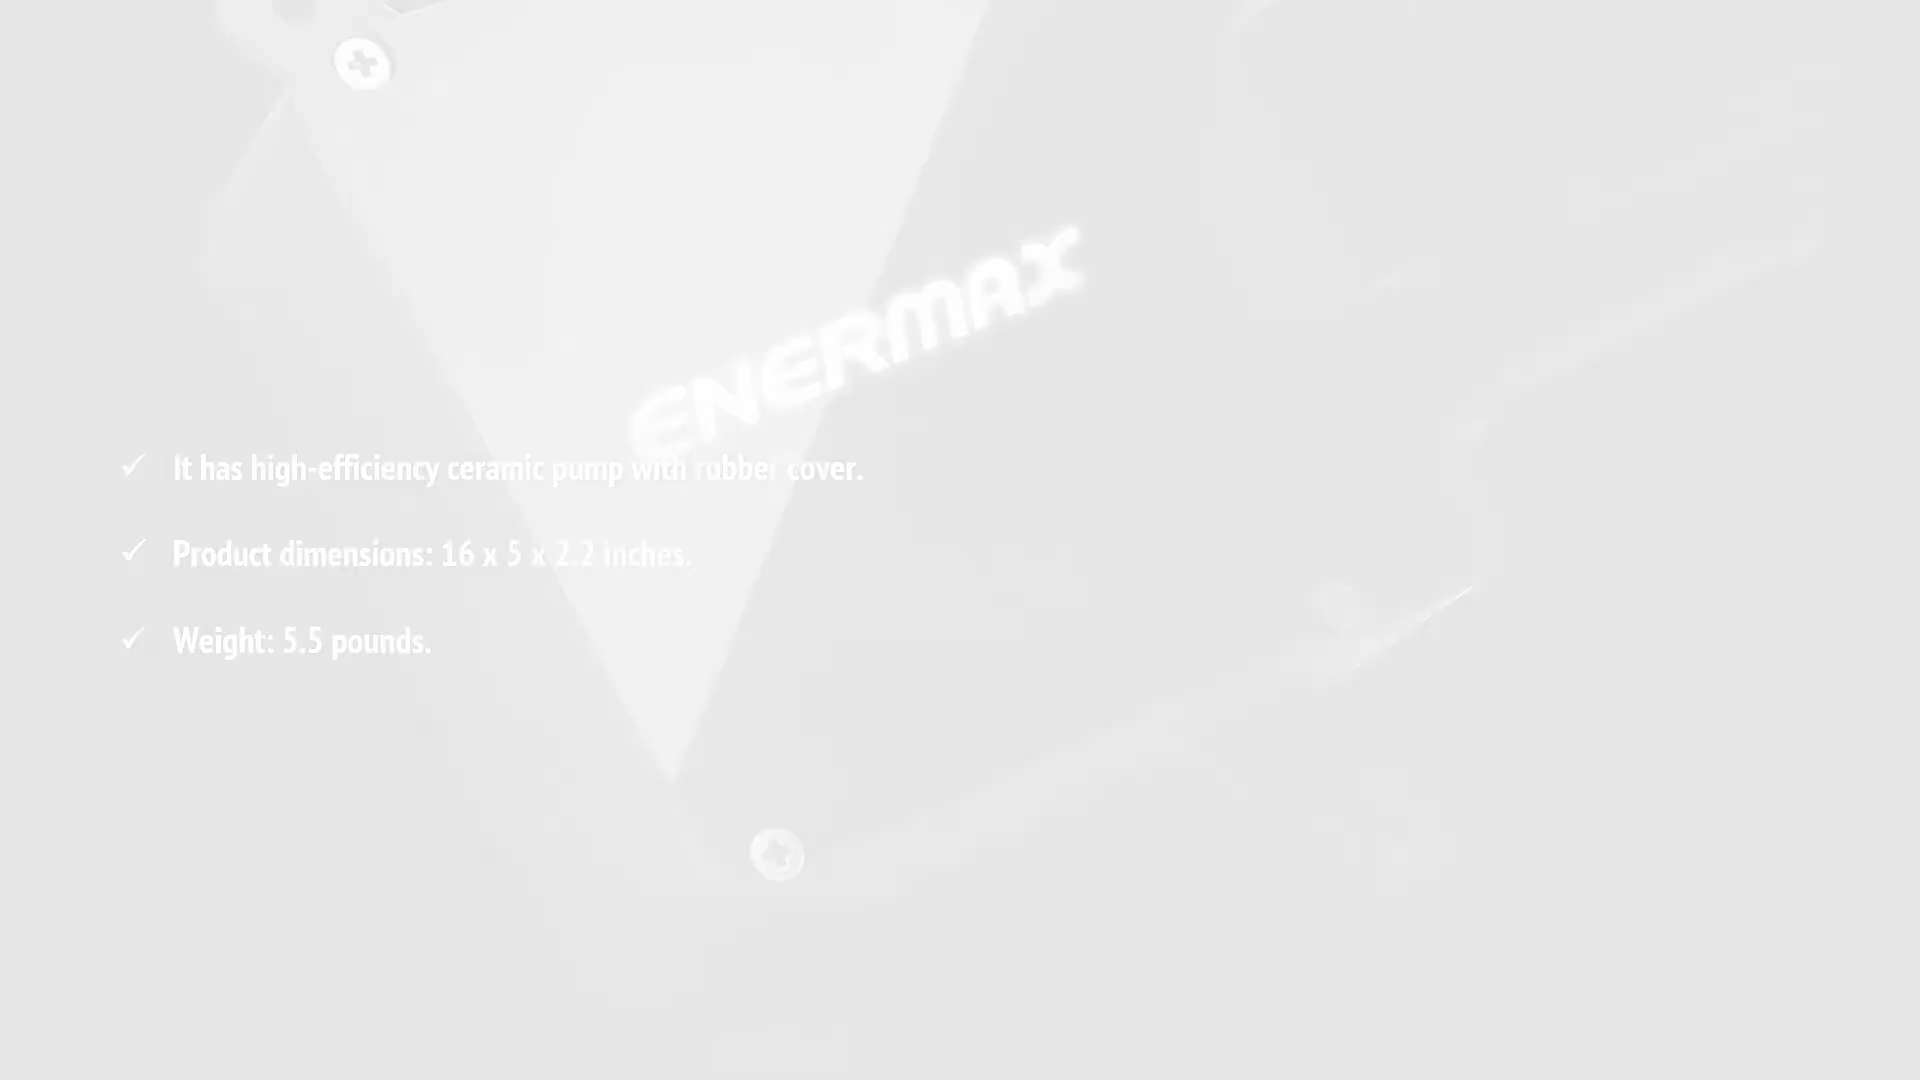 ENERMAX
It has high-efficiency ceramic pump with rubber cover.
Product dimensions: 16 x 5 x 2.2 inches.
Weight: 5.5 pounds.